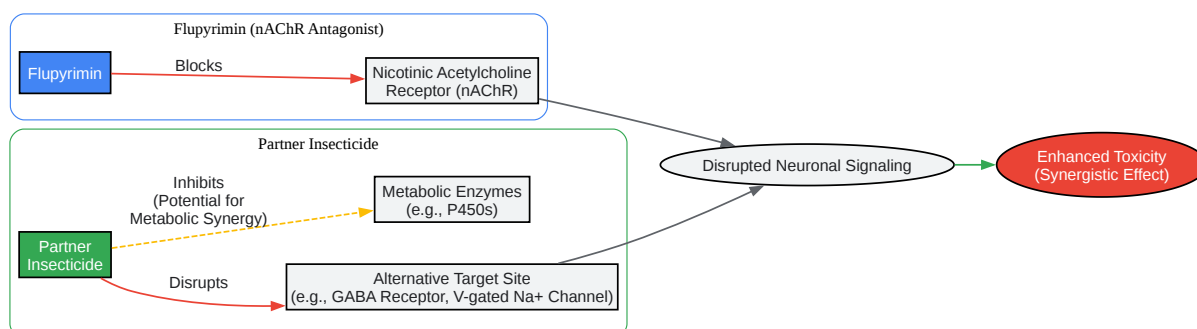 Flupyrimin (nAChR Antagonist)
Flupyrimin
Blocks
Nicotinic Acetylcholine
Receptor (nAChR)
Partner Insecticide
Inhibits
(Potential for
Metabolic Synergy)
Metabolic Enzymes
(e.g., P450s)
Partner
Insecticide
Disrupts
Alternative Target Site
(e.g., GABA Receptor, V-gated Na+ Channel)
Disrupted Neuronal Signaling
Enhanced Toxicity
(Synergistic Effect)